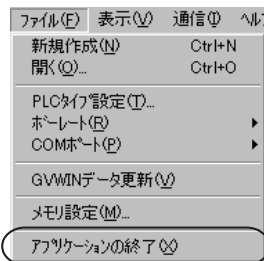 ファイル(F) 表示(V) 通信(I)
新規作成(N) Ctrl+N
開く(O)... Ctrl+O
PLCタイプ設定(T)...
ボーレート(R)
COMポート(P)
GVWINデータ更新(V)
メモリ設定(M)...
アプリケーションの終了(X)